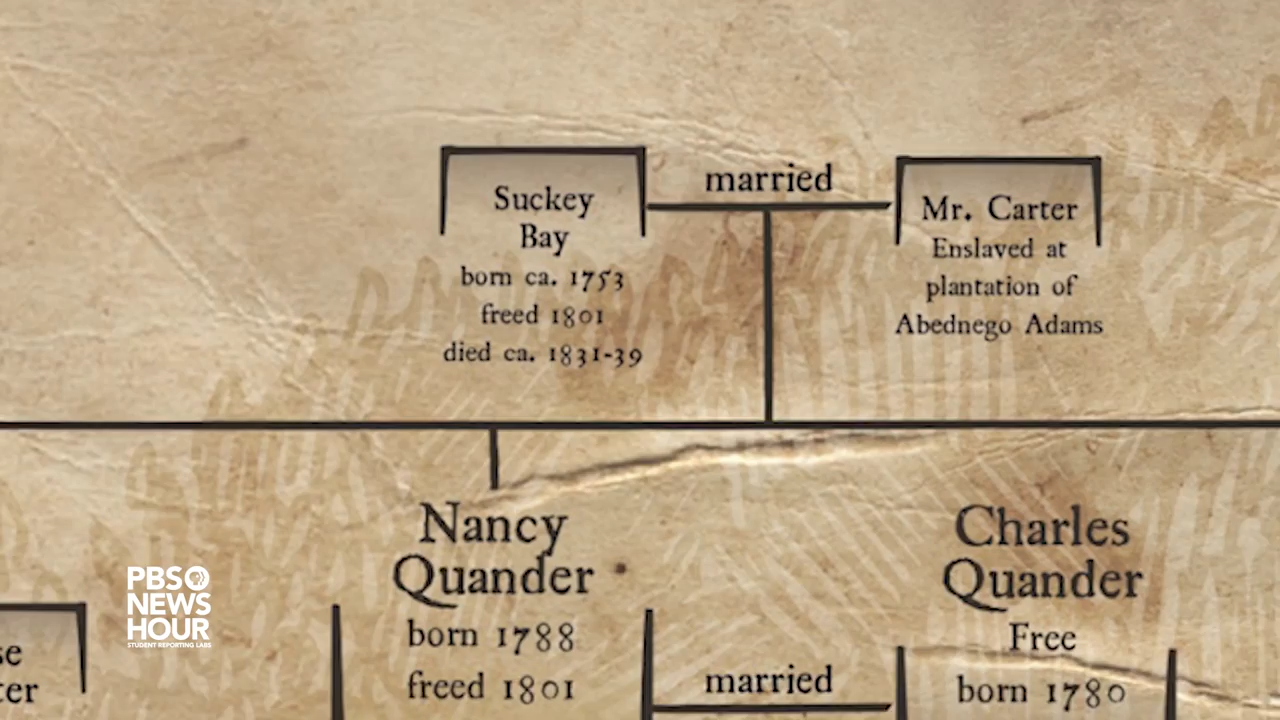 married
Suckey
Bay
born ca. 1753
freed 1801
died ca. 1831-39
Mr. Carter
Enslaved at
plantation of
Abednego Adams
Nancy
Quander
born 1788
freed 1801
married
Charles
Quander
Free
born 1780
se
ter
PBS
NEWS
HOUR
STUDENT REPORTING LABS